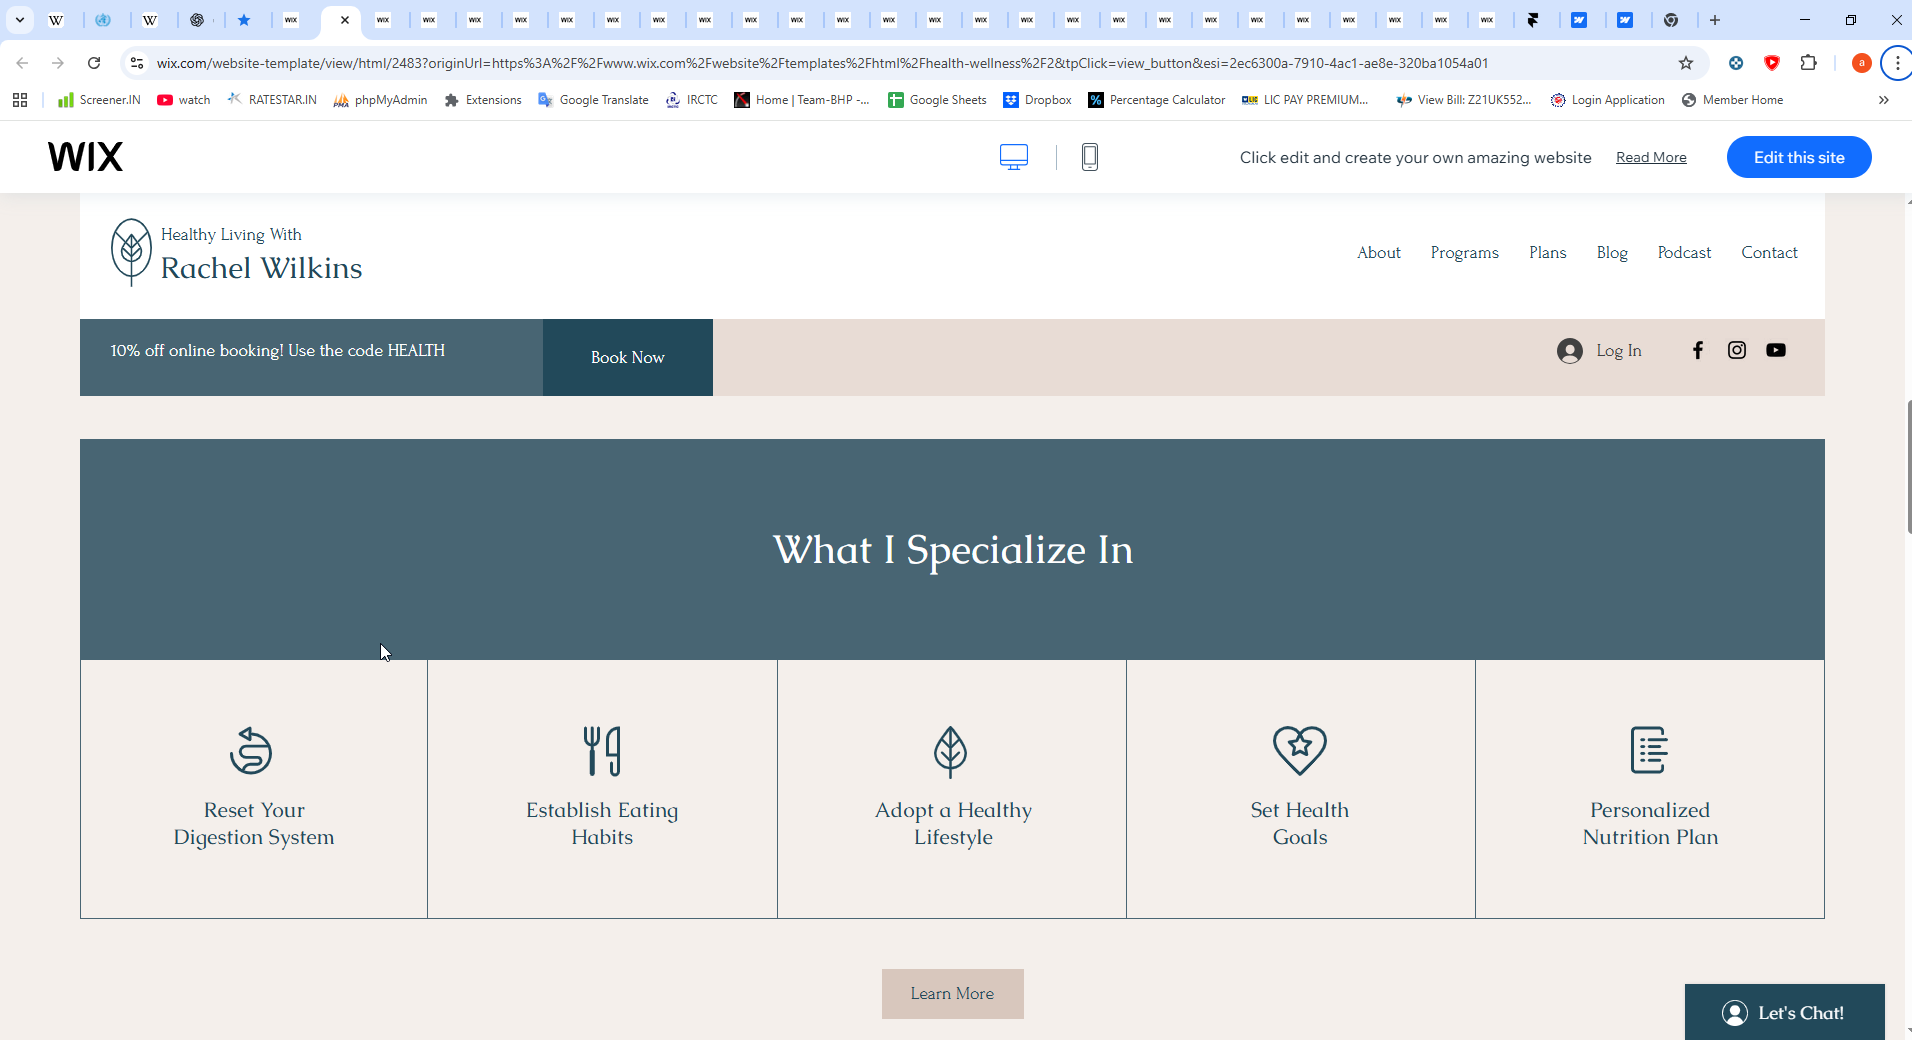 wix.com/website-template/view/html/2483?originUrl=https%3A%2F%2Fwww.wix.com%2Fwebsite%2Ftemplates%2Fhtml%2Fhealth-wellness%2F2&tpClick=view_button&esi=2ec6300a-7910-4ac1-ae8e-320ba1054a01
Screener.IN watch RATESTAR.IN phpMyAdmin Extensions Google Translate IRCTC Home | Team-BHP -... Google Sheets Dropbox Percentage Calculator LIC PAY PREMIUM... View Bill: Z21UK552... Login Application Member Home
WIX Click edit and create your own amazing website Read More Edit this site
Healthy Living With
Rachel Wilkins
About Programs Plans Blog Podcast Contact
10% off online booking! Use the code HEALTH Book Now Log In
What I Specialize In
Reset Your
Digestion System
Establish Eating
Habits
Adopt a Healthy
Lifestyle
Set Health
Goals
Personalized
Nutrition Plan
Learn More
Let's Chat!